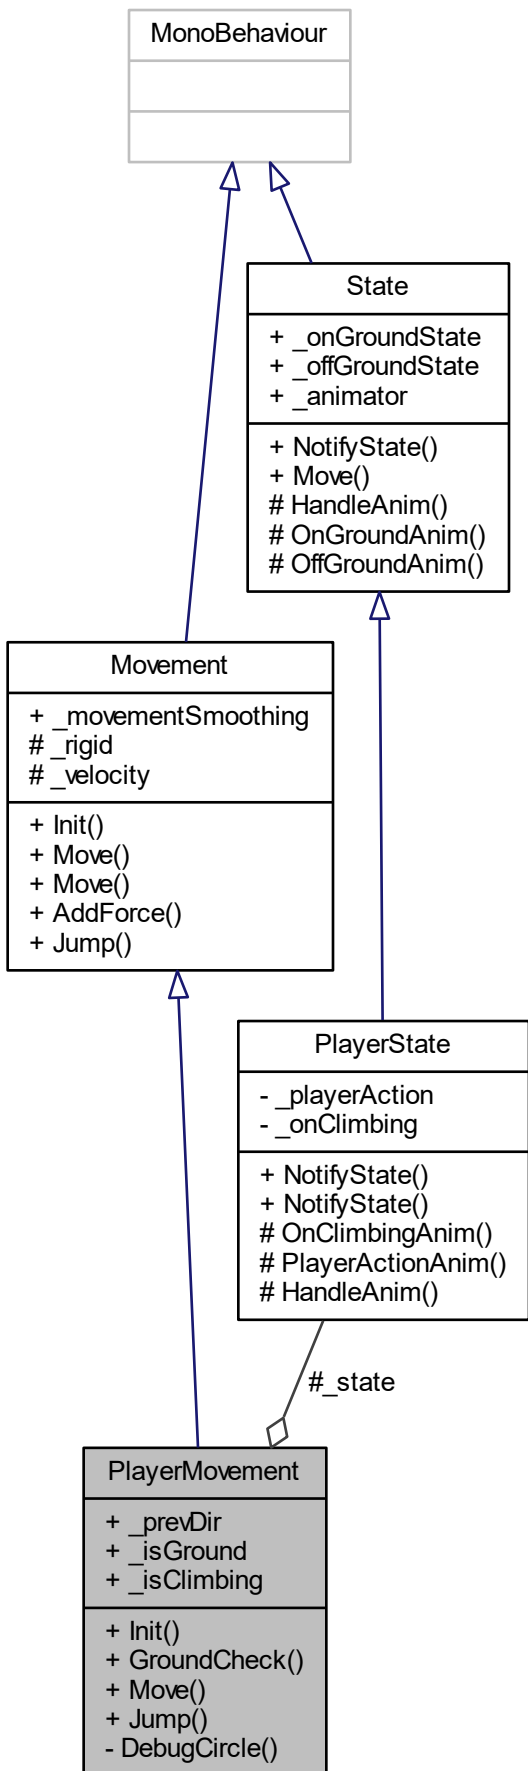 MonoBehaviour
State
+ _onGroundState
+ _offGroundState
+ _animator
+ NotifyState()
+ Move()
# HandleAnim()
# OnGroundAnim()
# OffGroundAnim()
Movement
+ _movementSmoothing
# _rigid
# _velocity
+ Init()
+ Move()
+ Move()
+ AddForce()
+ Jump()
PlayerState
- _playerAction
- _onClimbing
+ NotifyState()
+ NotifyState()
# OnClimbingAnim()
# PlayerActionAnim()
# HandleAnim()
#_state
PlayerMovement
+ _prevDir
+ _isGround
+ _isClimbing
+ Init()
+ GroundCheck()
+ Move()
+ Jump()
- DebugCircle()